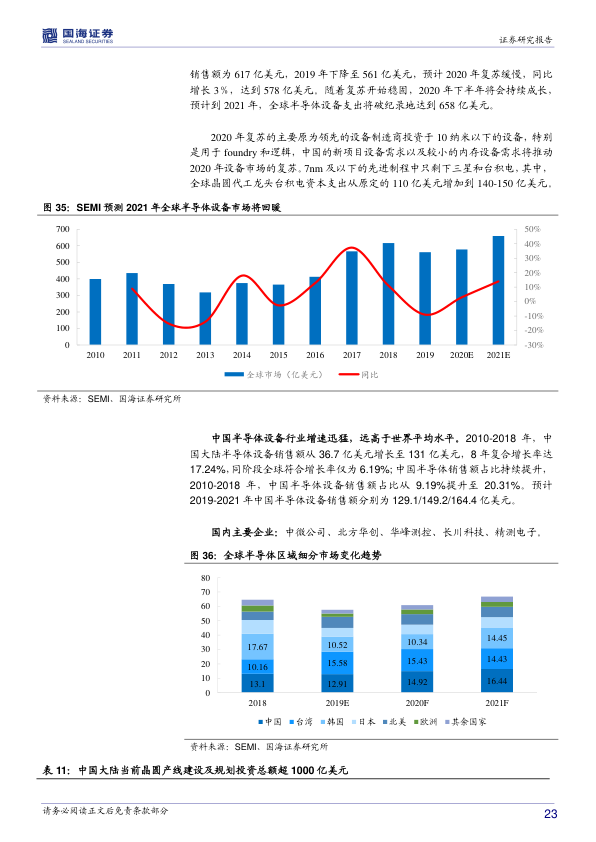 国海证券
SEALAND SECURITIES
证券研究报告
销售额为 617 亿美元，2019 年下降至 561 亿美元，预计 2020 年复苏缓慢，同比
增长 3%，达到 578 亿美元。随着复苏开始稳固，2020 年下半年将会持续成长，
预计到 2021 年，全球半导体设备支出将破纪录地达到 658 亿美元。
2020 年复苏的主要原为领先的设备制造商投资于 10 纳米以下的设备，特别
是用于 foundry 和逻辑，中国的新项目设备需求以及较小的内存设备需求将推动
2020 年设备市场的复苏。7nm 及以下的先进制程中只剩下三星和台积电，其中，
全球晶圆代工龙头台积电资本支出从原定的 110 亿美元增加到 140-150 亿美元。
图 35：SEMI 预测 2021 年全球半导体设备市场将回暖
700 50%
600 40%
500 30%
400 20%
300 10%
200 0%
100 -10%
0 -20%
-30%
2010 2011 2012 2013 2014 2015 2016 2017 2018 2019 2020E 2021E
全球市场（亿美元） 同比
资料来源：SEMI、国海证券研究所
中国半导体设备行业增速迅猛，远高于世界平均水平。2010-2018 年，中
国大陆半导体设备销售额从 36.7 亿美元增长至 131 亿美元，8 年复合增长率达
17.24%，同阶段全球符合增长率仅为 6.19%；中国半导体销售额占比持续提升，
2010-2018 年，中国半导体设备销售额占比从 9.19%提升至 20.31%。预计
2019-2021 年中国半导体设备销售额分别为 129.1/149.2/164.4 亿美元。
国内主要企业：中微公司、北方华创、华峰测控、长川科技、精测电子。
图 36：全球半导体区域细分市场变化趋势
80
70
60
50
40
30
20
10
0
17.67 10.52 10.34 14.45
10.16 15.58 15.43 14.43
13.1 12.91 14.92 16.44
2018 2019E 2020F 2021F
中国 台湾 韩国 日本 北美 欧洲 其余国家
资料来源：SEMI、国海证券研究所
表 11：中国大陆当前晶圆产线建设及规划投资总额超 1000 亿美元
请务必阅读正文后免责条款部分
23